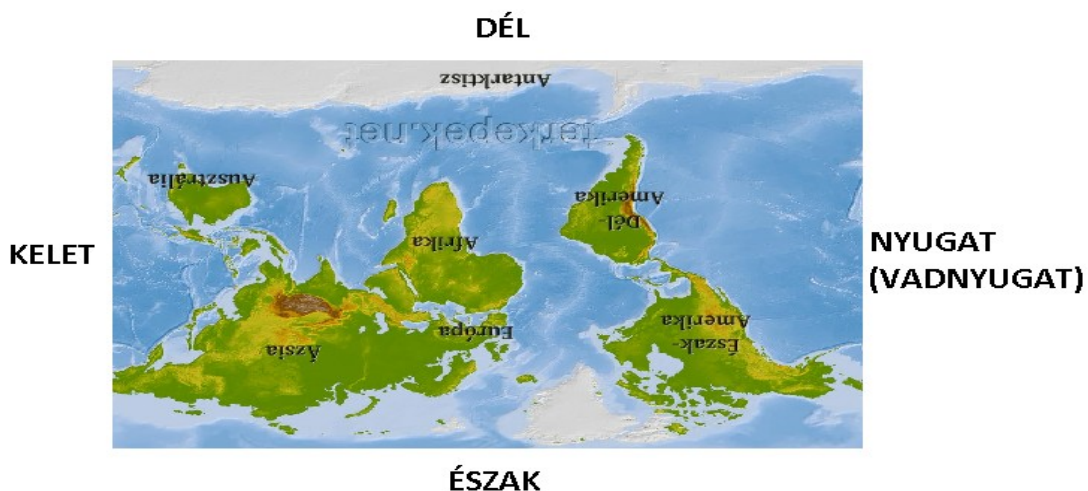 DÉL
Antarktisz
terkepek.net
Ausztrália
Dél-
Amerika
Afrika
KELET
NYUGAT
(VADNYUGAT)
Európa
Ázsia
Észak-
Amerika
ÉSZAK